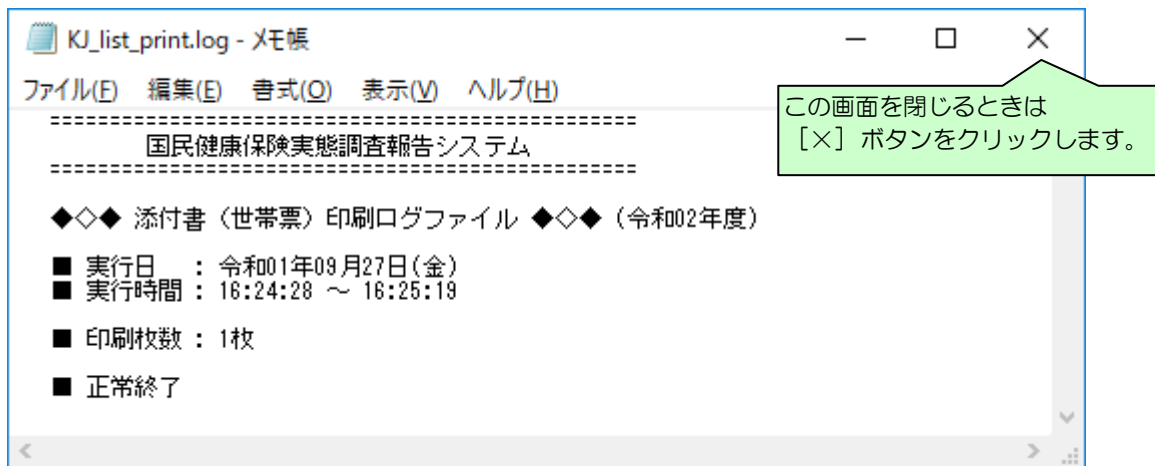 KJ_list_print.log - メモ帳
ファイル(F) 編集(E) 書式(O) 表示(V) ヘルプ(H)
この画面を閉じるときは
［×］ボタンをクリックします。
================================================
国民健康保険実態調査報告システム
================================================
◆◇◆ 添付書（世帯票）印刷ログファイル ◆◇◆（令和02年度）
■ 実行日　 : 令和01年09月27日(金)
■ 実行時間 : 16:24:28 ～ 16:25:19
■ 印刷枚数 : 1枚
■ 正常終了